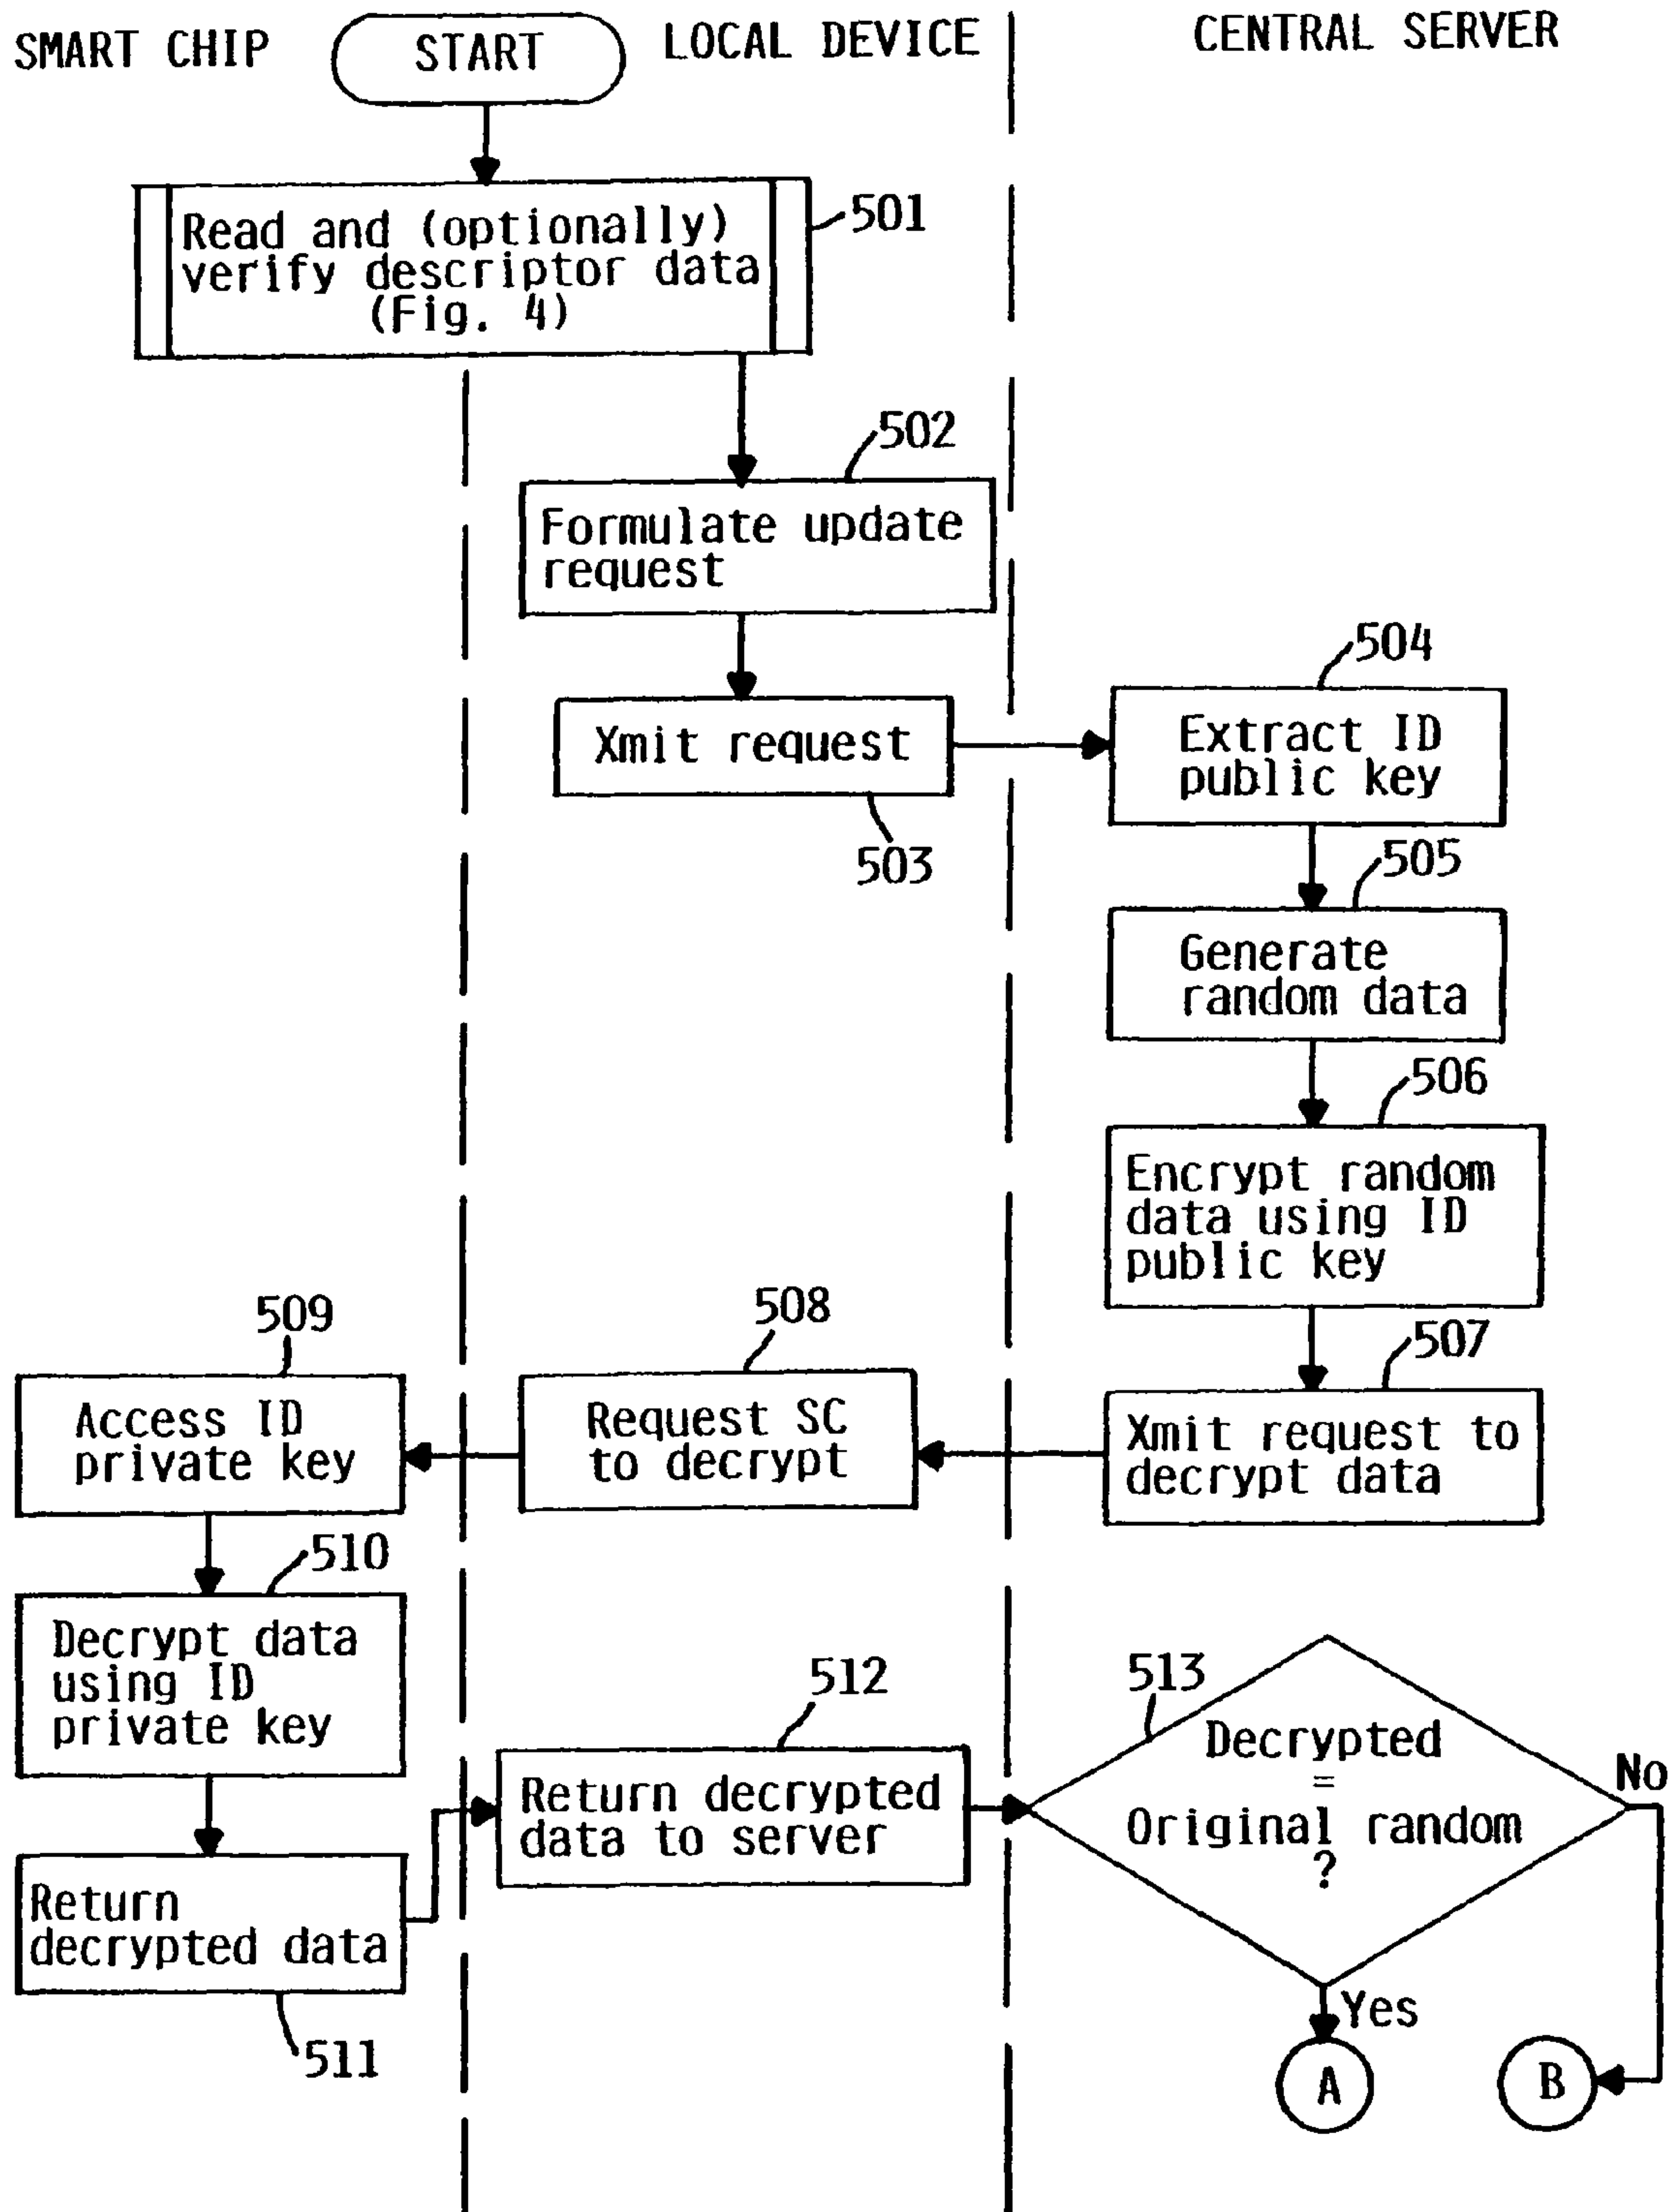 SMART CHIP
START
LOCAL DEVICE
CENTRAL SERVER
Read and (optionally)
verify descriptor data
(Fig. 4)
501
502
Formulate update
request
Xmit request
503
504
Extract ID
public key
505
Generate
random data
506
Encrypt random
data using ID
public key
507
Xmit request to
decrypt data
508
Request SC
to decrypt
509
Access ID
private key
510
Decrypt data
using ID
private key
Return
decrypted data
511
512
Return decrypted
data to server
513
Decrypted
=
Original random
?
No
Yes
A
B